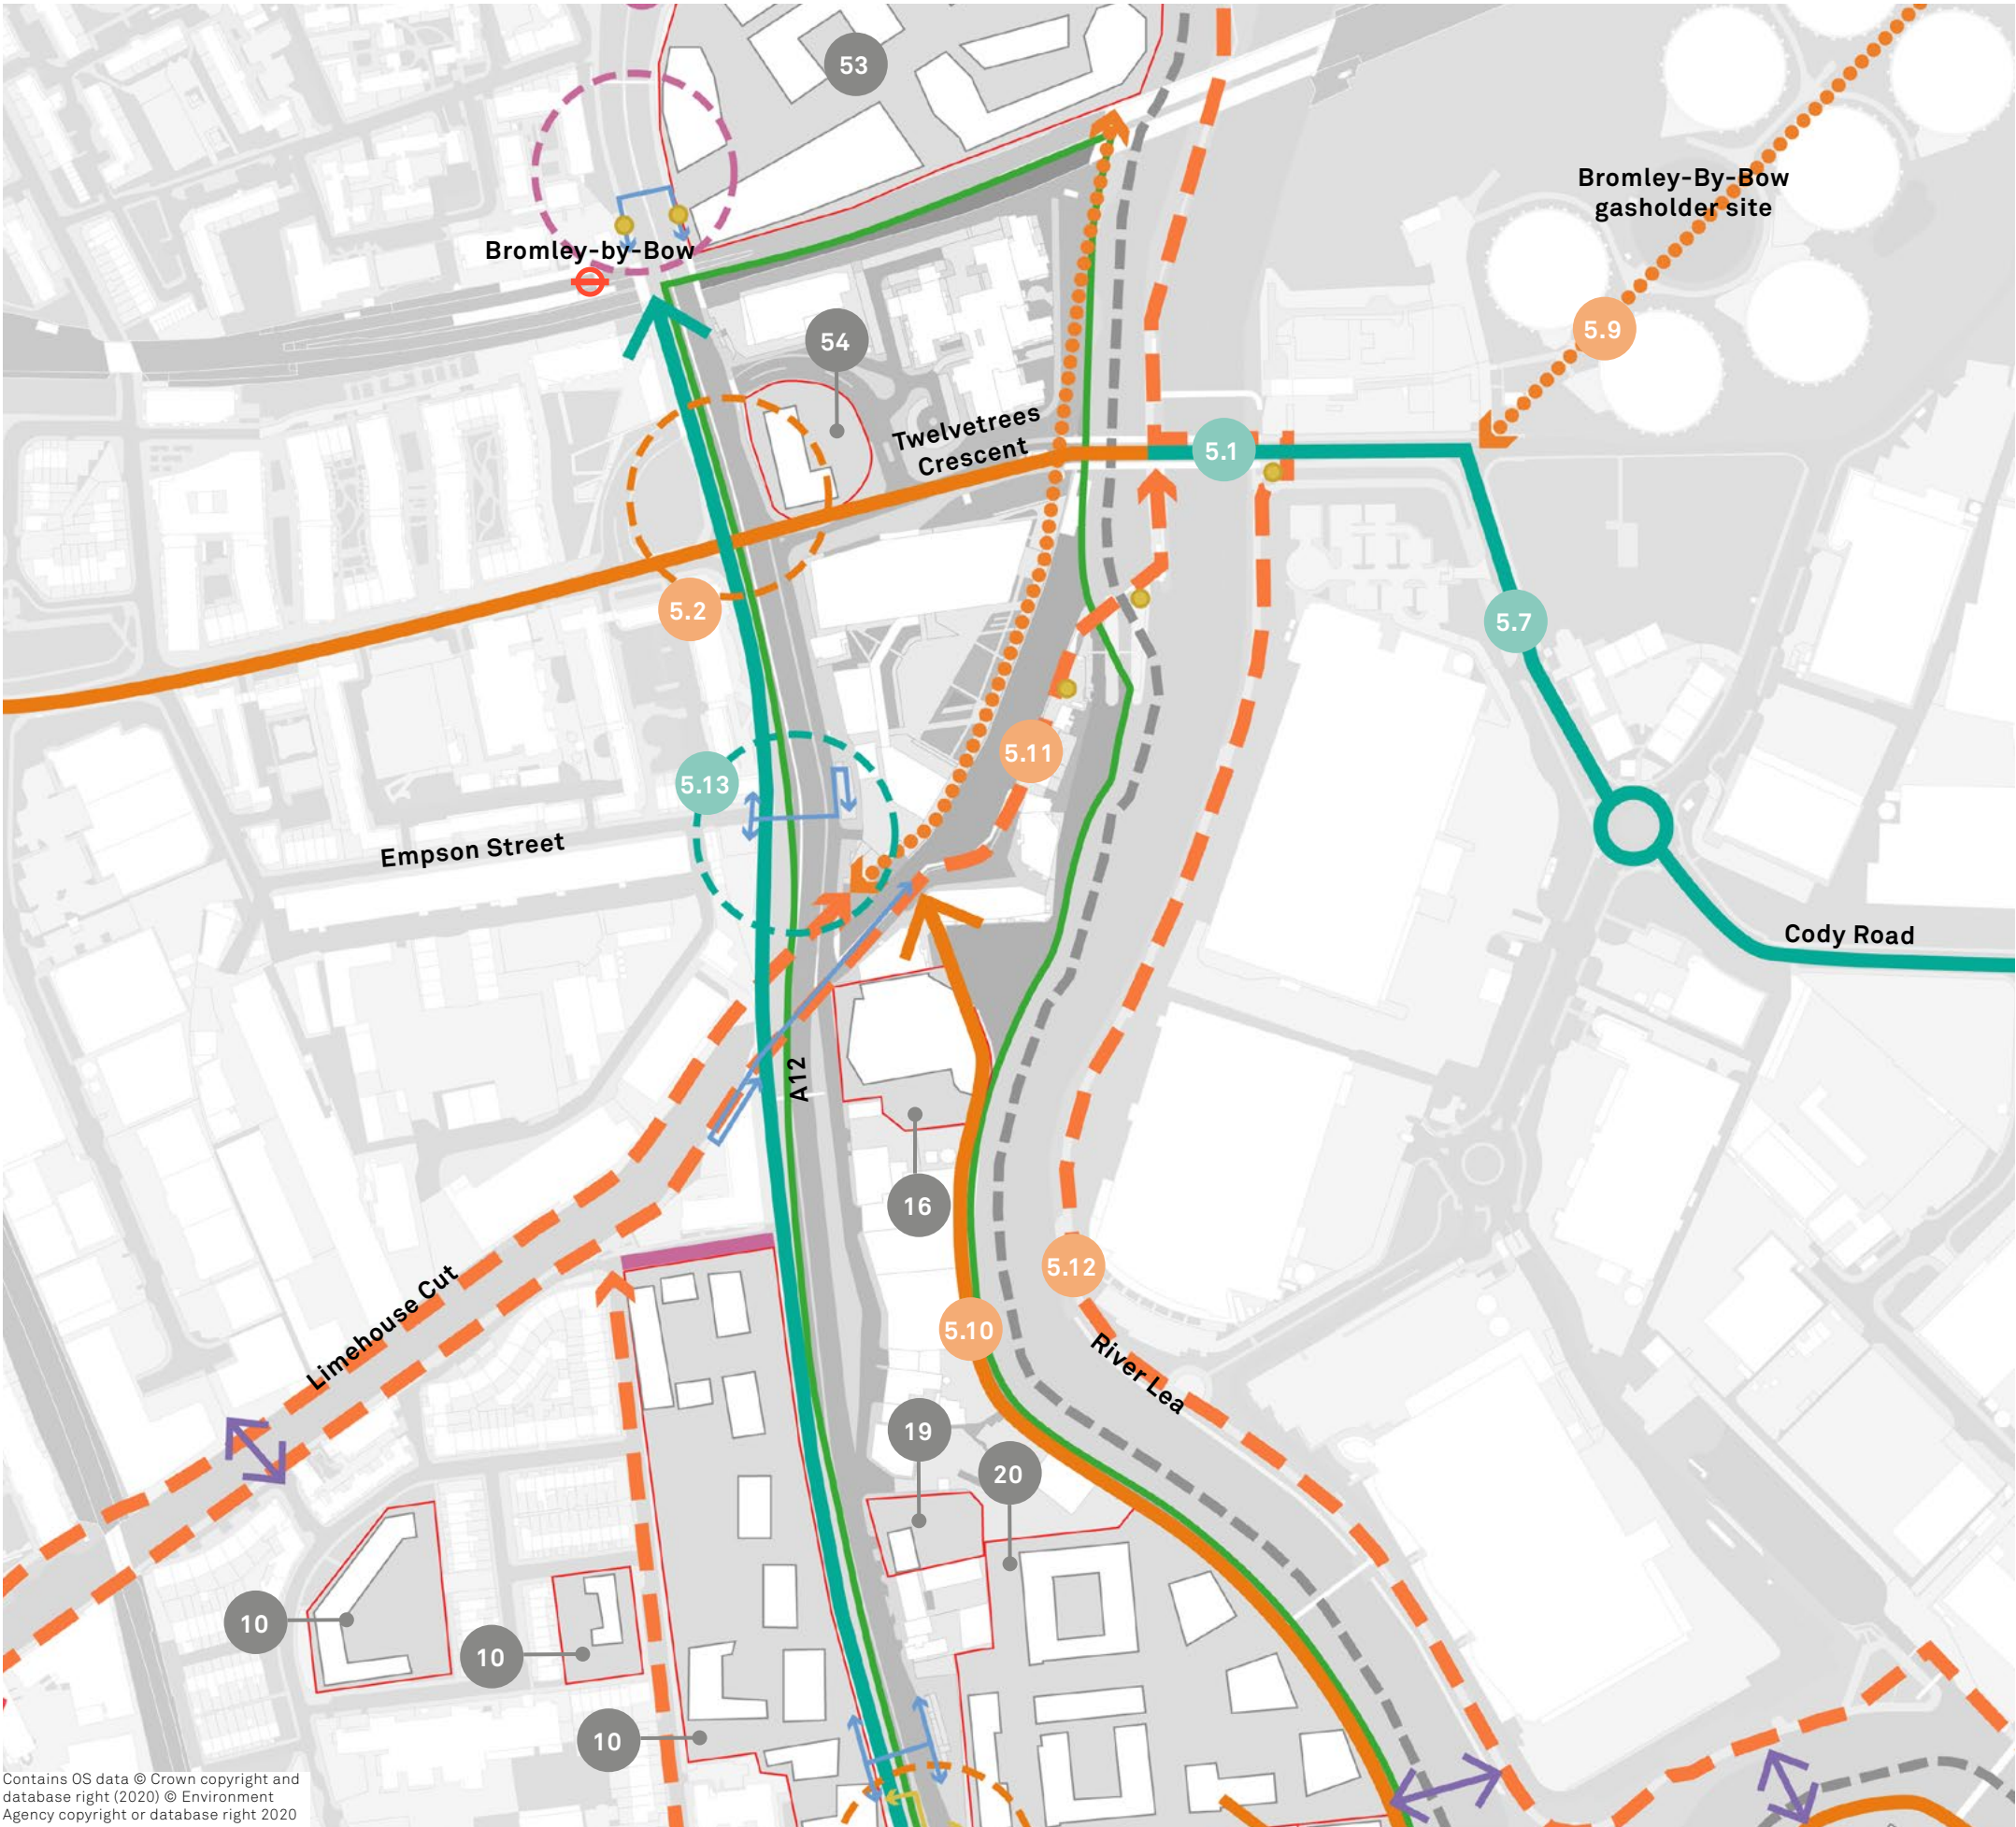 53
Bromley-By-Bow
gasholder site
Bromley-by-Bow
5.9
54
Twelvetrees
Crescent
5.1
5.2
5.7
5.11
5.13
Empson Street
Cody Road
A12
16
5.12
Limehouse Cut
5.10
River Lea
19
20
10
10
10
Contains OS data © Crown copyright and
database right (2020) © Environment
Agency copyright or database right 2020